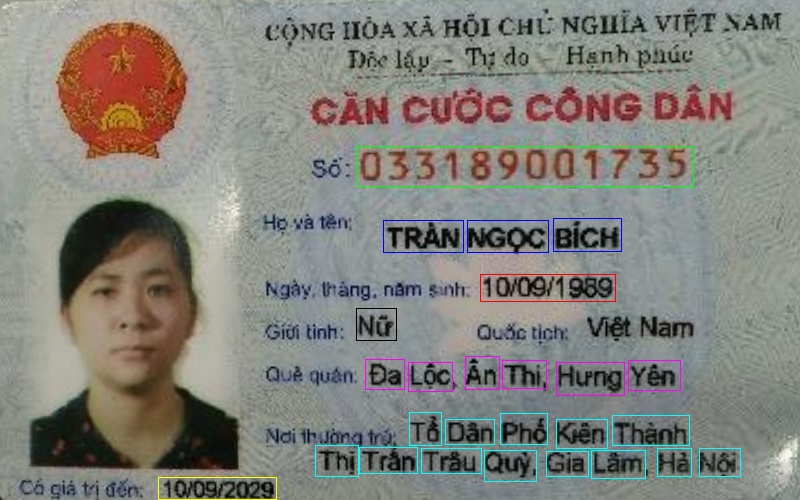 CỘNG HÒA XÃ HỘI CHỦ NGHĨA VIỆT NAM
Độc lập - Tự do - Hạnh phúc
CĂN CƯỚC CÔNG DÂN
Số: 033189001735
Họ và tên:
TRẦN NGỌC BÍCH
Ngày, tháng, năm sinh: 10/09/1989
Giới tính: Nữ Quốc tịch: Việt Nam
Quê quán: Đa Lộc, Ân Thi, Hưng Yên
Nơi thường trú: Tổ Dân Phố Kiên Thành
Thị Trấn Trâu Quỳ, Gia Lâm, Hà Nội
Có giá trị đến: 10/09/2029